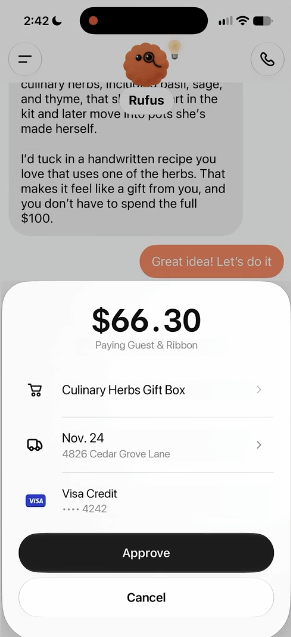 2:42
culinary herbs, including basil, sage,
and thyme, that start in the
Rufus
kit and later move into pots she's
made herself.
I'd tuck in a handwritten recipe you
love that uses one of the herbs. That
makes it feel like a gift from you, and
you don't have to spend the full
$100.
Great idea! Let's do it
$66.30
Paying Guest & Ribbon
Culinary Herbs Gift Box
Nov. 24
4826 Cedar Grove Lane
VISA
Visa Credit
•••• 4242
Approve
Cancel